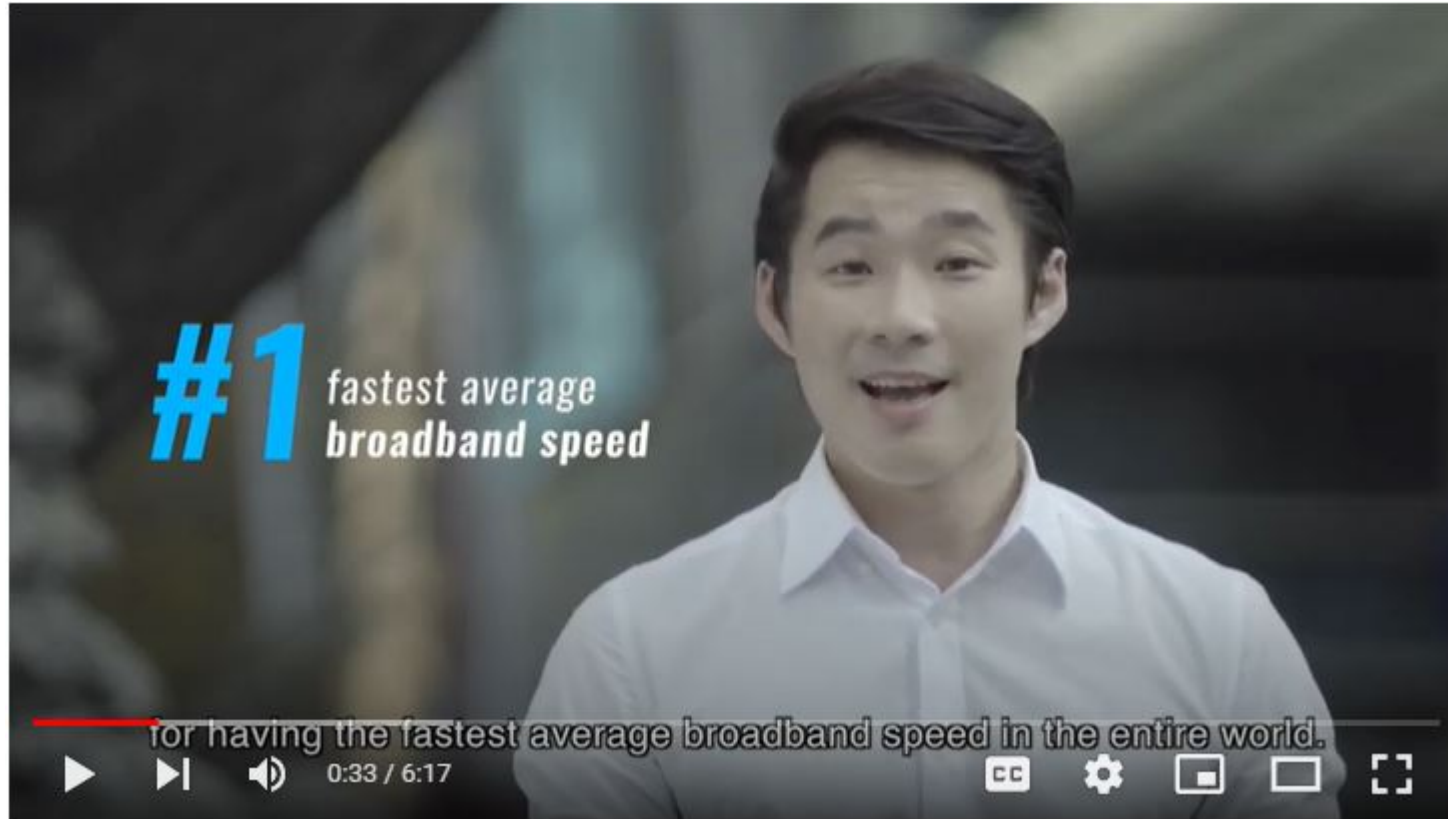 #1
fastest average
broadband speed
for having the fastest average broadband speed in the entire world.
0:33 / 6:17
CC